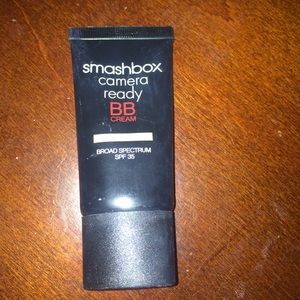 smashbox
camera
ready
BB
CREAM
BROAD SPECTRUM
SPF 35